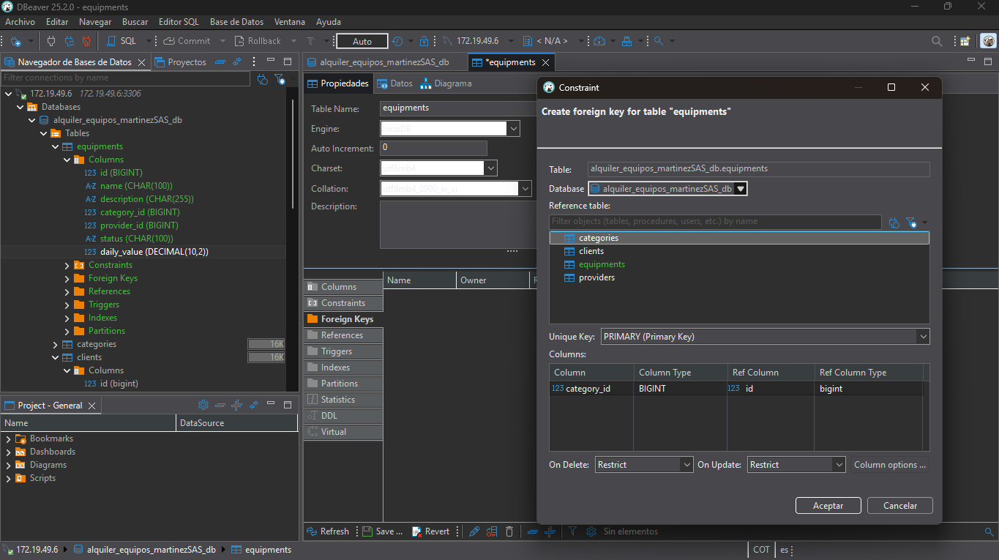 DBeaver 25.2.0 - equipments
Archivo Editar Navegar Buscar Editor SQL Base de Datos Ventana Ayuda
SQL Commit Rollback T Auto 172.19.49.6 < N/A >
Navegador de Bases de Datos Proyectos
Filter connections by name
172.19.49.6 172.19.49.6:3306
Databases
alquiler_equipos_martinezSAS_db
Tables
equipments
Columns
123 id (BIGINT)
A-Z name (CHAR(100))
A-Z description (CHAR(255))
123 category_id (BIGINT)
123 provider_id (BIGINT)
A-Z status (CHAR(100))
123 daily_value (DECIMAL(10,2))
Constraints
Foreign Keys
References
Triggers
Indexes
Partitions
categories 16K
clients 16K
Columns
123 id (bigint)
Project - General
Name DataSource
Bookmarks
Dashboards
Diagrams
Scripts
alquiler_equipos_martinezSAS_db *equipments
Propiedades Datos Diagrama
Table Name: equipments
Engine: InnoDB
Auto Increment: 0
Charset: utf8mb4
Collation: utf8mb4_0900_ai_ci
Description:
Columns
Constraints
Foreign Keys
References
Triggers
Indexes
Partitions
Statistics
DDL
Virtual
Name Owner R
Refresh Save ... Revert Sin elementos
Constraint
Create foreign key for table "equipments"
Table: alquiler_equipos_martinezSAS_db.equipments
Database alquiler_equipos_martinezSAS_db
Reference table:
Filter objects (tables, procedures, users, etc.) by name
categories
clients
equipments
providers
Unique Key: PRIMARY (Primary Key)
Columns:
Column Column Type Ref Column Ref Column Type
123 category_id BIGINT 123 id bigint
On Delete: Restrict On Update: Restrict Column options ...
Aceptar Cancelar
172.19.49.6 alquiler_equipos_martinezSAS_db equipments COT es